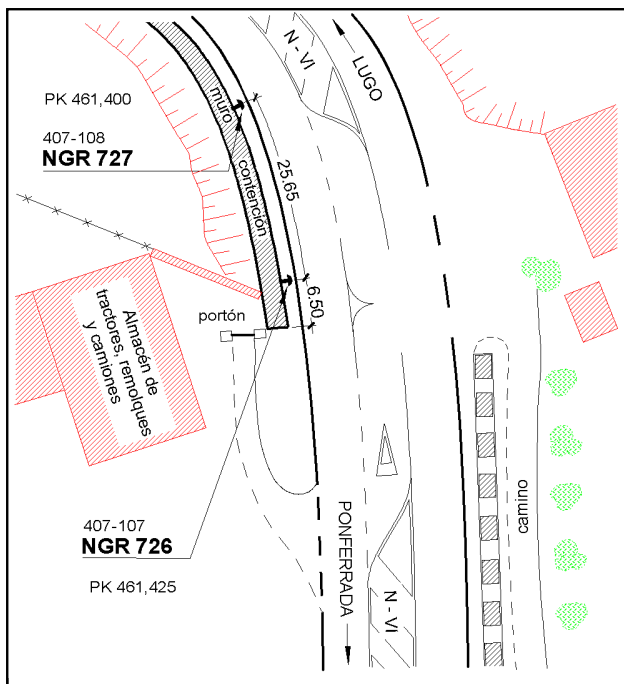 N - VI
LUGO
PK 461,400
muro
407-108
NGR 727
25.65
contención
6.50
portón
Almacén de
tractores, remolques
y camiones
407-107
NGR 726
PK 461,425
PONFERRADA
N - VI
camino